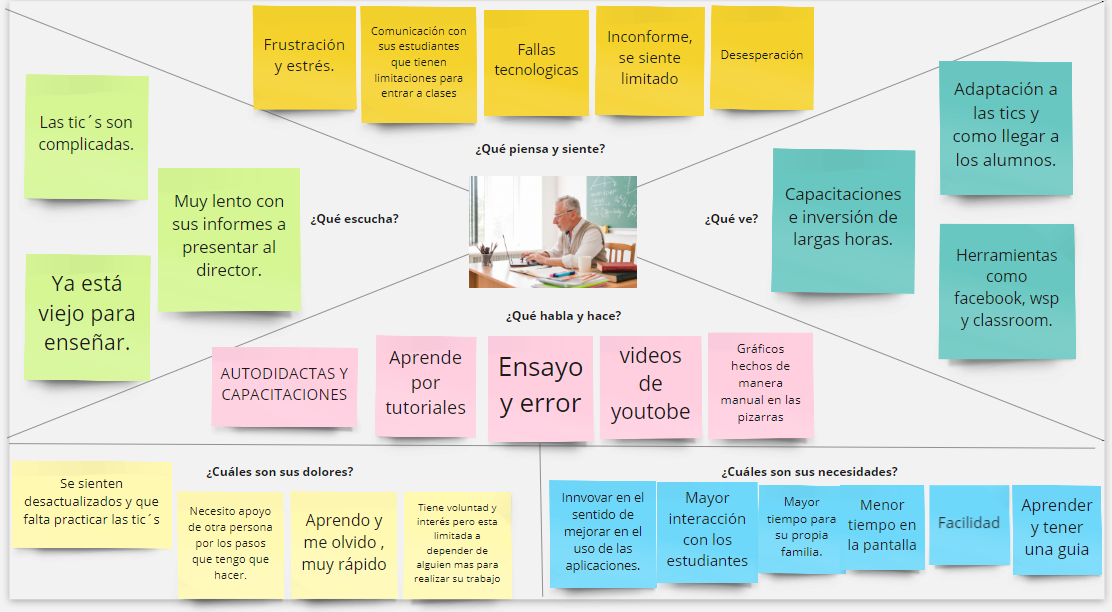 Frustración
y estrés.
Comunicación con
sus estudiantes
que tienen
limitaciones para
entrar a clases
Fallas
tecnologicas
Inconforme,
se siente
limitado
Desesperación
¿Qué piensa y siente?
Las tic´s son
complicadas.
Muy lento con
sus informes a
presentar al
director.
Ya está
viejo para
enseñar.
¿Qué escucha?
¿Qué ve?
Capacitaciones
e inversión de
largas horas.
Adaptación a
las tics y
como llegar a
los alumnos.
Herramientas
como
facebook, wsp
y classroom.
¿Qué habla y hace?
AUTODIDACTAS Y
CAPACITACIONES
Aprende
por
tutoriales
Ensayo
y error
videos
de
youtobe
Gráficos
hechos de
manera
manual en las
pizarras
¿Cuáles son sus dolores?
Se sienten
desactualizados y que
falta practicar las tic´s
Necesito apoyo
de otra persona
por los pasos
que tengo que
hacer.
Aprendo y
me olvido ,
muy rápido
Tiene voluntad y
interés pero esta
limitada a
depender de
alguien mas para
realizar su trabajo
¿Cuáles son sus necesidades?
Innvovar en el
sentido de
mejorar en el
uso de las
aplicaciones.
Mayor
interacción
con los
estudiantes
Mayor
tiempo para
su propia
familia.
Menor
tiempo en
la pantalla
Facilidad
Aprender
y tener
una guia